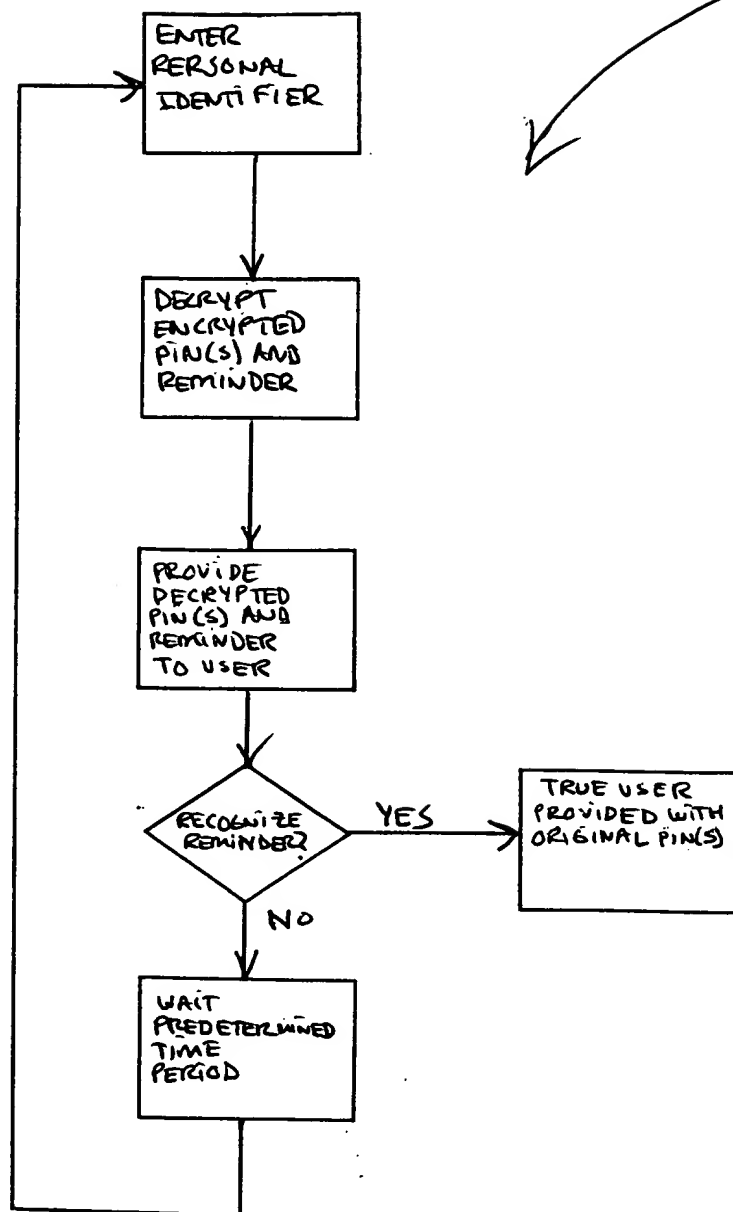 ENTER
RERSONAL
IDENTIFIER
DECRYPT
ENCRYPTED
PIN(S) AND
REMINDER
PROVIDE
DECRYPTED
PIN(S) AND
REMINDER
TO USER
RECOGNIZE
REMINDER?
YES
TRUE USER
PROVIDED WITH
ORIGINAL PIN(S)
NO
WAIT
PREDETERMINED
TIME
PERIOD